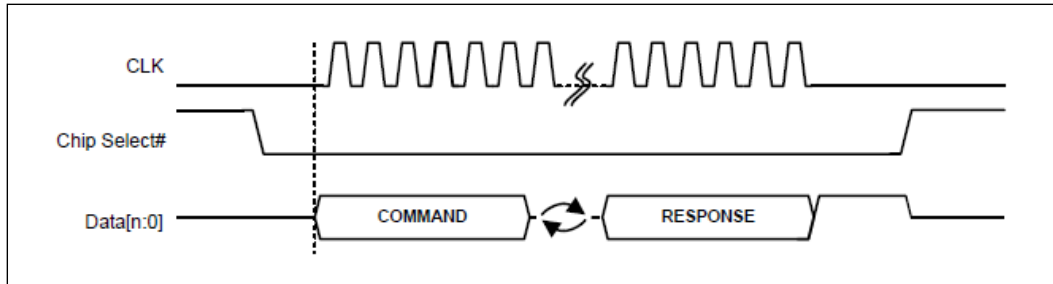 CLK
Chip Select#
Data[n:0]
COMMAND
RESPONSE